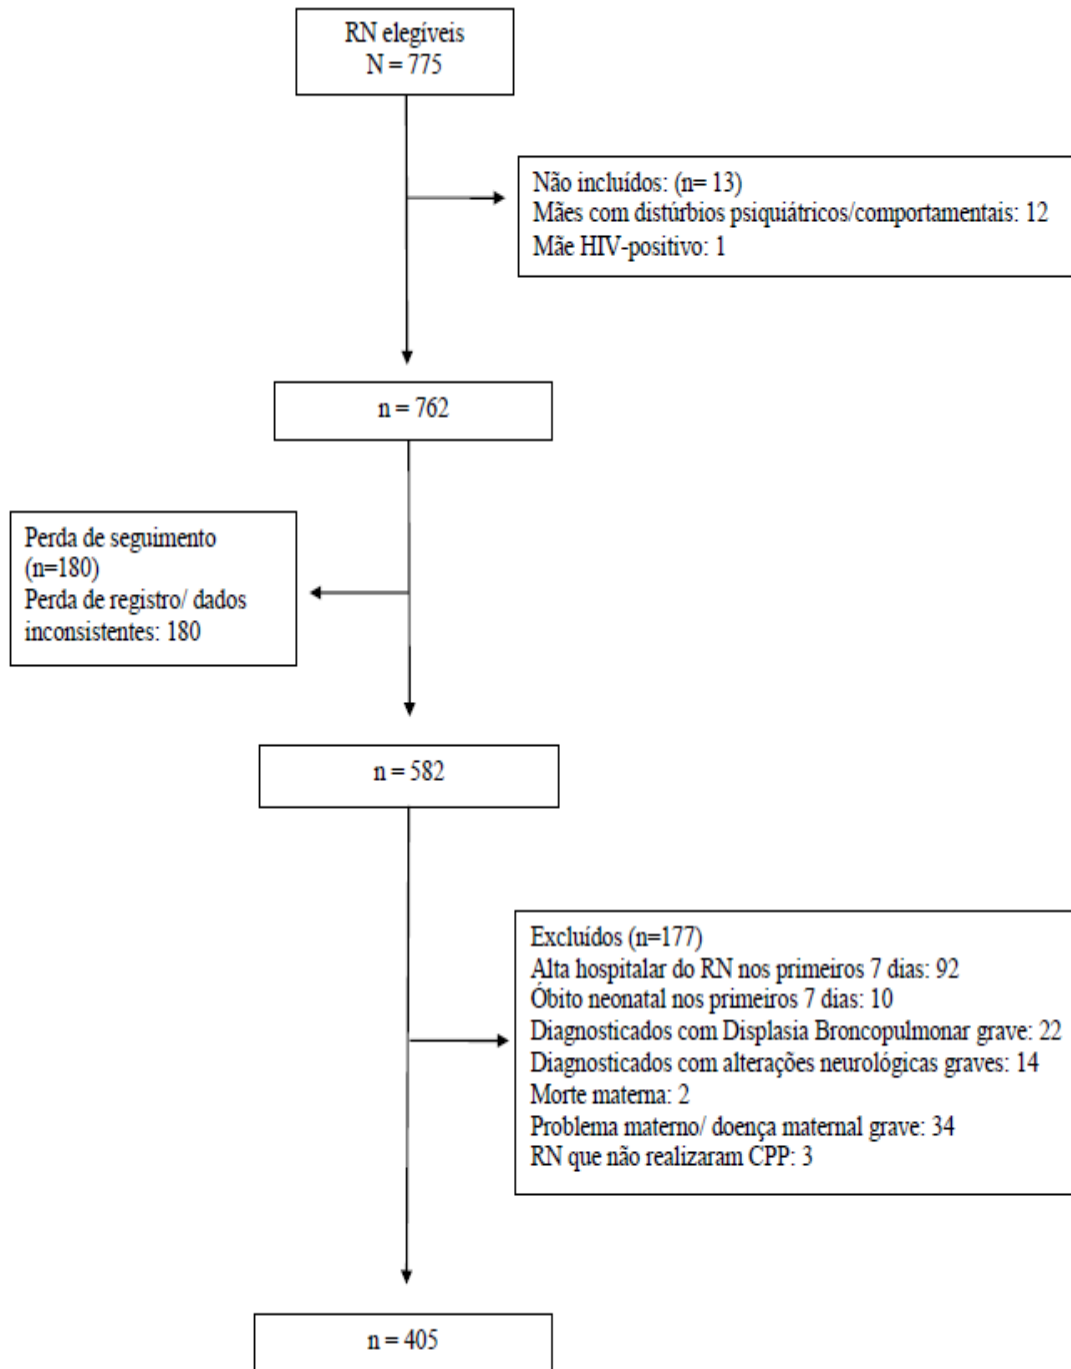 RN elegíveis
N = 775
Não incluídos: (n= 13)
Mães com distúrbios psiquiátricos/comportamentais: 12
Mãe HIV-positivo: 1
n = 762
Perda de seguimento
(n=180)
Perda de registro/ dados
inconsistentes: 180
n = 582
Excluídos (n=177)
Alta hospitalar do RN nos primeiros 7 dias: 92
Óbito neonatal nos primeiros 7 dias: 10
Diagnosticados com Displasia Broncopulmonar grave: 22
Diagnosticados com alterações neurológicas graves: 14
Morte materna: 2
Problema materno/ doença maternal grave: 34
RN que não realizaram CPP: 3
n = 405